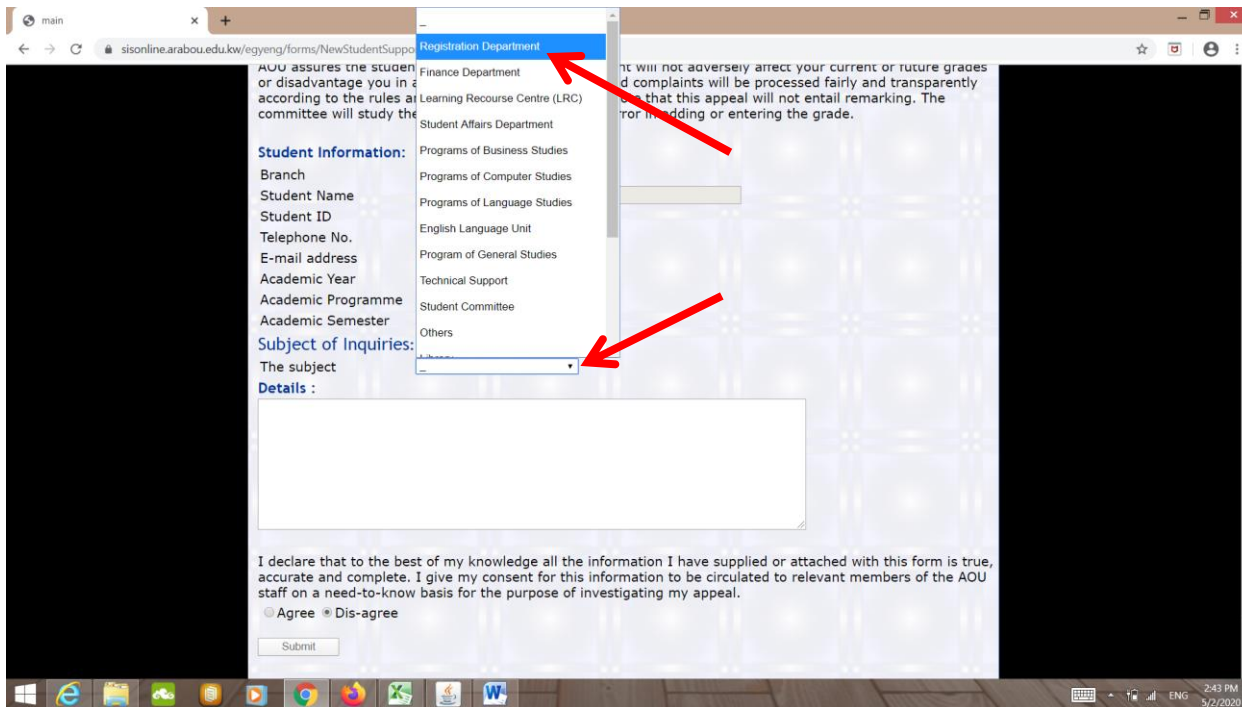 main
sisonline.arabou.edu.kw/egyeng/forms/NewStudentSuppo
AOU assures the studen nt will not adversely affect your current or future grades
or disadvantage you in a d complaints will be processed fairly and transparently
according to the rules a that this appeal will not entail remarking. The
committee will study the ror in adding or entering the grade.
_
Registration Department
Finance Department
Learning Recourse Centre (LRC)
Student Affairs Department
Programs of Business Studies
Programs of Computer Studies
Programs of Language Studies
English Language Unit
Program of General Studies
Technical Support
Student Committee
Others
Library
Student Information:
Branch
Student Name
Student ID
Telephone No.
E-mail address
Academic Year
Academic Programme
Academic Semester
Subject of Inquiries:
The subject _
Details :
I declare that to the best of my knowledge all the information I have supplied or attached with this form is true,
accurate and complete. I give my consent for this information to be circulated to relevant members of the AOU
staff on a need-to-know basis for the purpose of investigating my appeal.
Agree Dis-agree
Submit
ENG 2:43 PM
5/2/2020